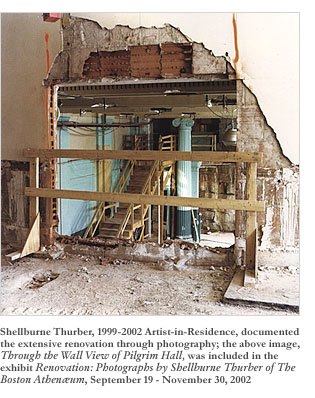 Shellburne Thurber, 1999-2002 Artist-in-Residence, documented
the extensive renovation through photography; the above image,
Through the Wall View of Pilgrim Hall, was included in the
exhibit Renovation: Photographs by Shellburne Thurber of The
Boston Athenæum, September 19 - November 30, 2002